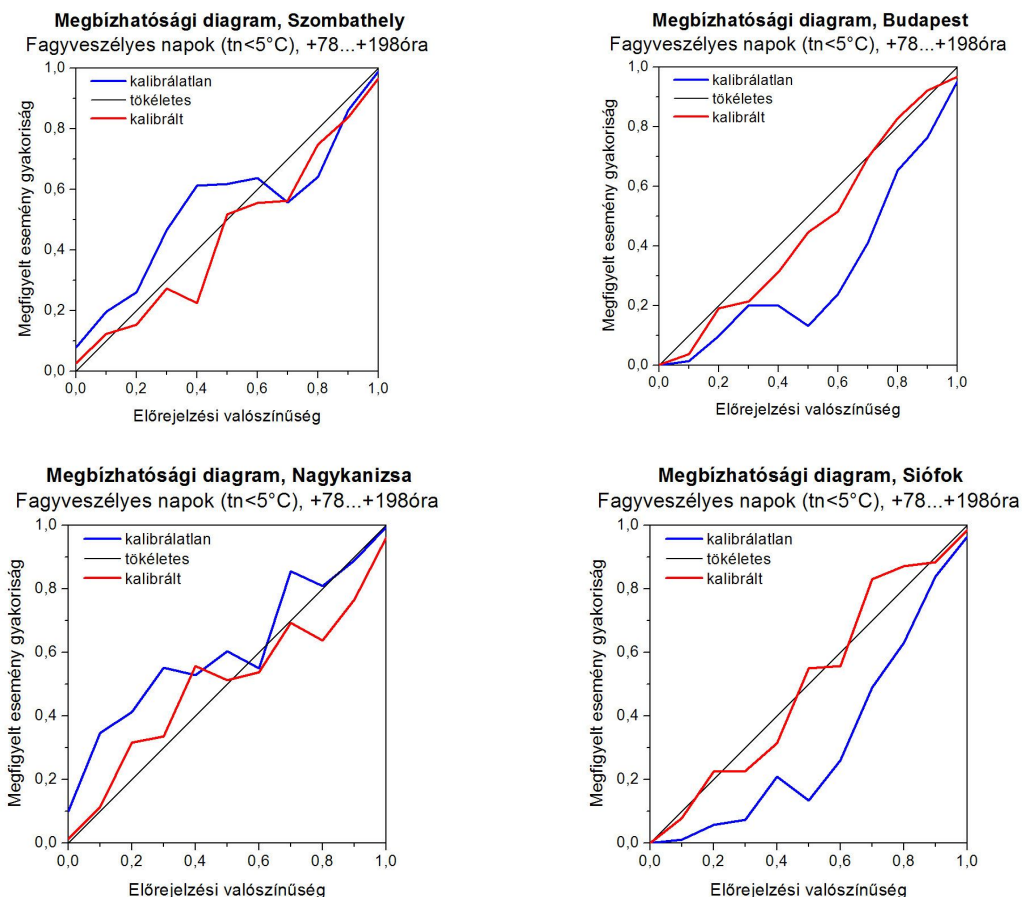 Megbízhatósági diagram, Szombathely
Fagyveszélyes napok (tn<5°C), +78...+198óra
kalibrálatlan
tökéletes
kalibrált
Megfigyelt esemény gyakoriság
1,0
0,8
0,6
0,4
0,2
0,0
0,0 0,2 0,4 0,6 0,8 1,0
Előrejelzési valószínűség
Megbízhatósági diagram, Budapest
Fagyveszélyes napok (tn<5°C), +78...+198óra
kalibrálatlan
tökéletes
kalibrált
Megfigyelt esemény gyakoriság
1,0
0,8
0,6
0,4
0,2
0,0
0,0 0,2 0,4 0,6 0,8 1,0
Előrejelzési valószínűség
Megbízhatósági diagram, Nagykanizsa
Fagyveszélyes napok (tn<5°C), +78...+198óra
kalibrálatlan
tökéletes
kalibrált
Megfigyelt esemény gyakoriság
1,0
0,8
0,6
0,4
0,2
0,0
0,0 0,2 0,4 0,6 0,8 1,0
Előrejelzési valószínűség
Megbízhatósági diagram, Siófok
Fagyveszélyes napok (tn<5°C), +78...+198óra
kalibrálatlan
tökéletes
kalibrált
Megfigyelt esemény gyakoriság
1,0
0,8
0,6
0,4
0,2
0,0
0,0 0,2 0,4 0,6 0,8 1,0
Előrejelzési valószínűség